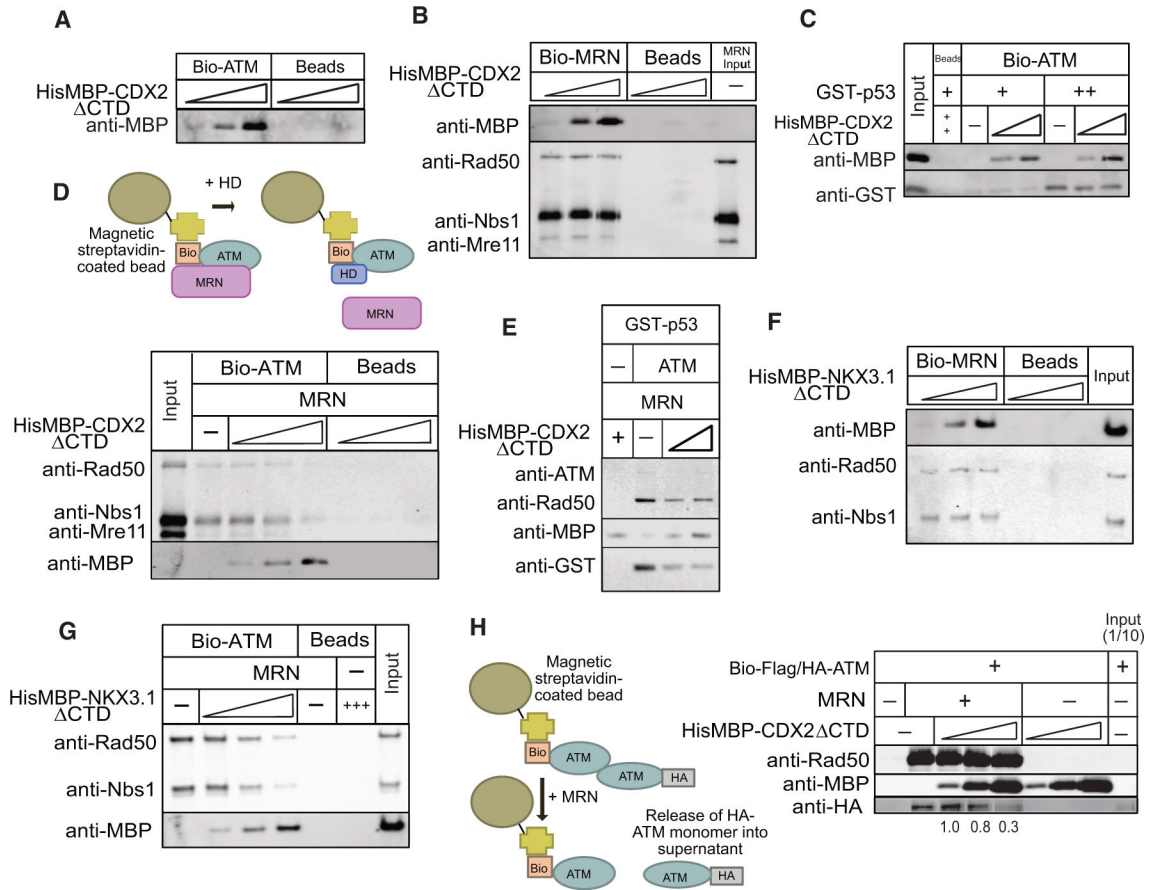 A
Bio-ATM Beads
HisMBP-CDX2
ΔCTD
anti-MBP
B
Bio-MRN Beads MRN
Input
HisMBP-CDX2
ΔCTD
–
anti-MBP
anti-Rad50
anti-Nbs1
anti-Mre11
C
Input Beads Bio-ATM
GST-p53 + + ++
HisMBP-CDX2
ΔCTD
+
+
– –
anti-MBP
anti-GST
D
+ HD
Magnetic
streptavidin-
coated bead
Bio ATM
MRN
Bio ATM
HD
MRN
Input Bio-ATM Beads
MRN
HisMBP-CDX2
ΔCTD
–
anti-Rad50
anti-Nbs1
anti-Mre11
anti-MBP
E
GST-p53
– ATM
MRN
HisMBP-CDX2
ΔCTD
+ –
anti-ATM
anti-Rad50
anti-MBP
anti-GST
F
Bio-MRN Beads Input
HisMBP-NKX3.1
ΔCTD
anti-MBP
anti-Rad50
anti-Nbs1
G
Bio-ATM Beads Input
MRN –
HisMBP-NKX3.1
ΔCTD
– – +++
anti-Rad50
anti-Nbs1
anti-MBP
H
Magnetic
streptavidin-
coated bead
Bio ATM
ATM HA
+ MRN
Release of HA-
ATM monomer into
supernatant
Bio ATM
ATM HA
Input
(1/10)
Bio-Flag/HA-ATM + +
MRN – + – –
HisMBP-CDX2ΔCTD – –
anti-Rad50
anti-MBP
anti-HA
1.0 0.8 0.3